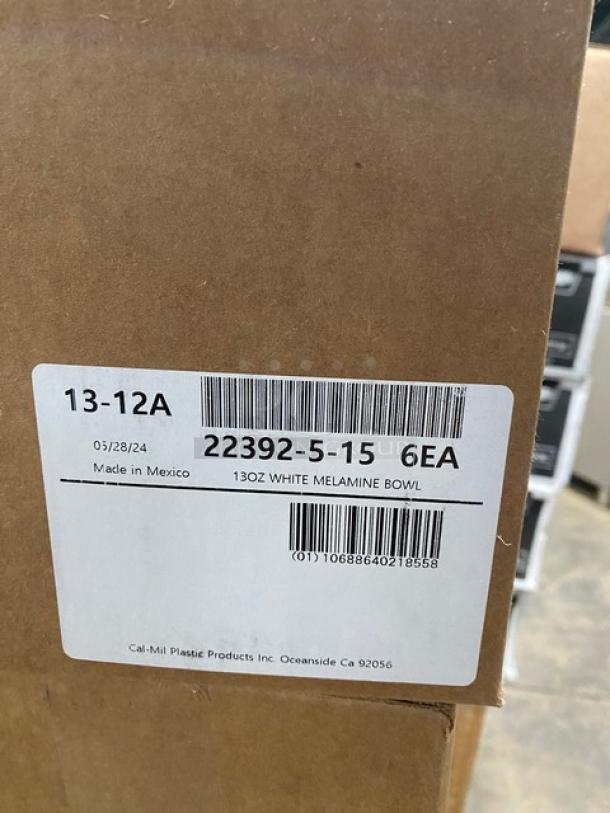 13-12A
05/28/24
22392-5-15 6EA
Made in Mexico
13OZ WHITE MELAMINE BOWL
(01) 10688640218558
Cal-Mil Plastic Products Inc. Oceanside Ca 92056